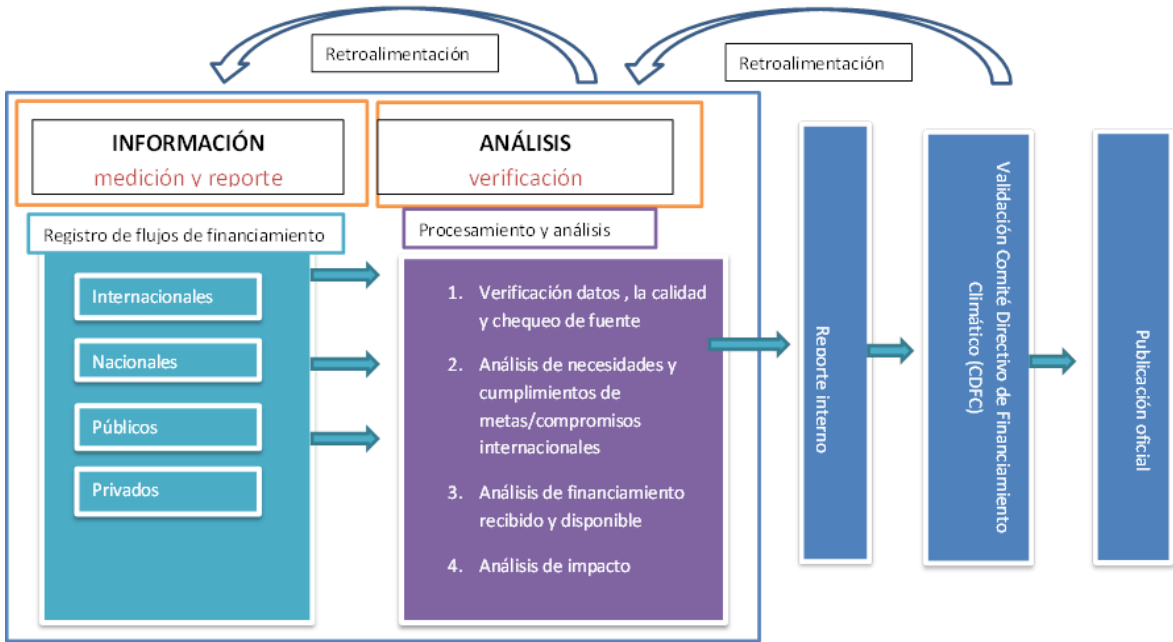 Retroalimentación
Retroalimentación
INFORMACIÓN
medición y reporte
ANÁLISIS
verificación
Registro de flujos de financiamiento
Internacionales
Nacionales
Públicos
Privados
Procesamiento y análisis
1. Verificación datos , la calidad
y chequeo de fuente
2. Análisis de necesidades y
cumplimientos de
metas/compromisos
internacionales
3. Análisis de financiamiento
recibido y disponible
4. Análisis de impacto
Reporte interno
Validación Comité Directivo de Financiamiento
Climático (CDFC)
Publicación oficial